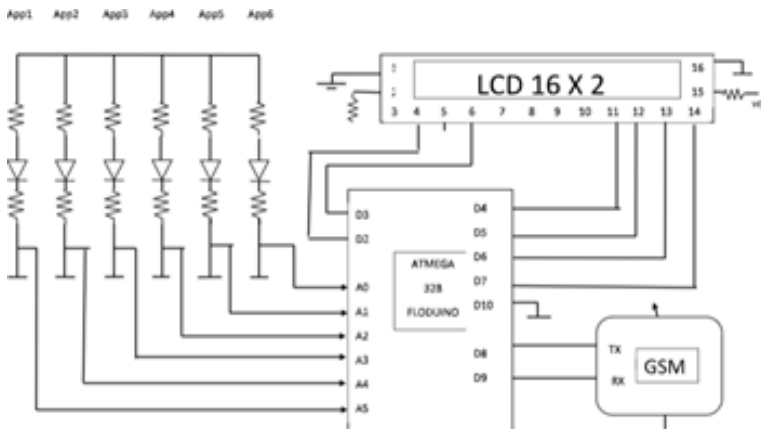 App1 App2 App3 App4 App5 App6
LCD 16 X 2
16
15
3 4 5 6 7 8 9 10 11 12 13 14
D3
D2
A0
A1
A2
A3
A4
A5
ATMEGA
328
FLODUINO
D4
D5
D6
D7
D10
D8
D9
TX
RX
GSM